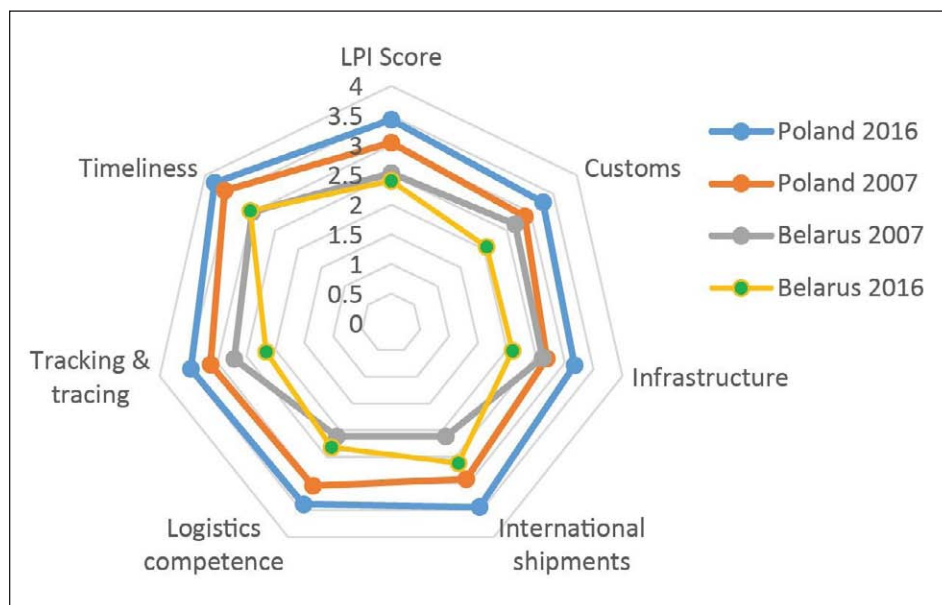 LPI Score
4
3.5
3
2.5
2
1.5
1
0.5
0
Customs
Infrastructure
International
shipments
Logistics
competence
Tracking &
tracing
Timeliness
Poland 2016
Poland 2007
Belarus 2007
Belarus 2016